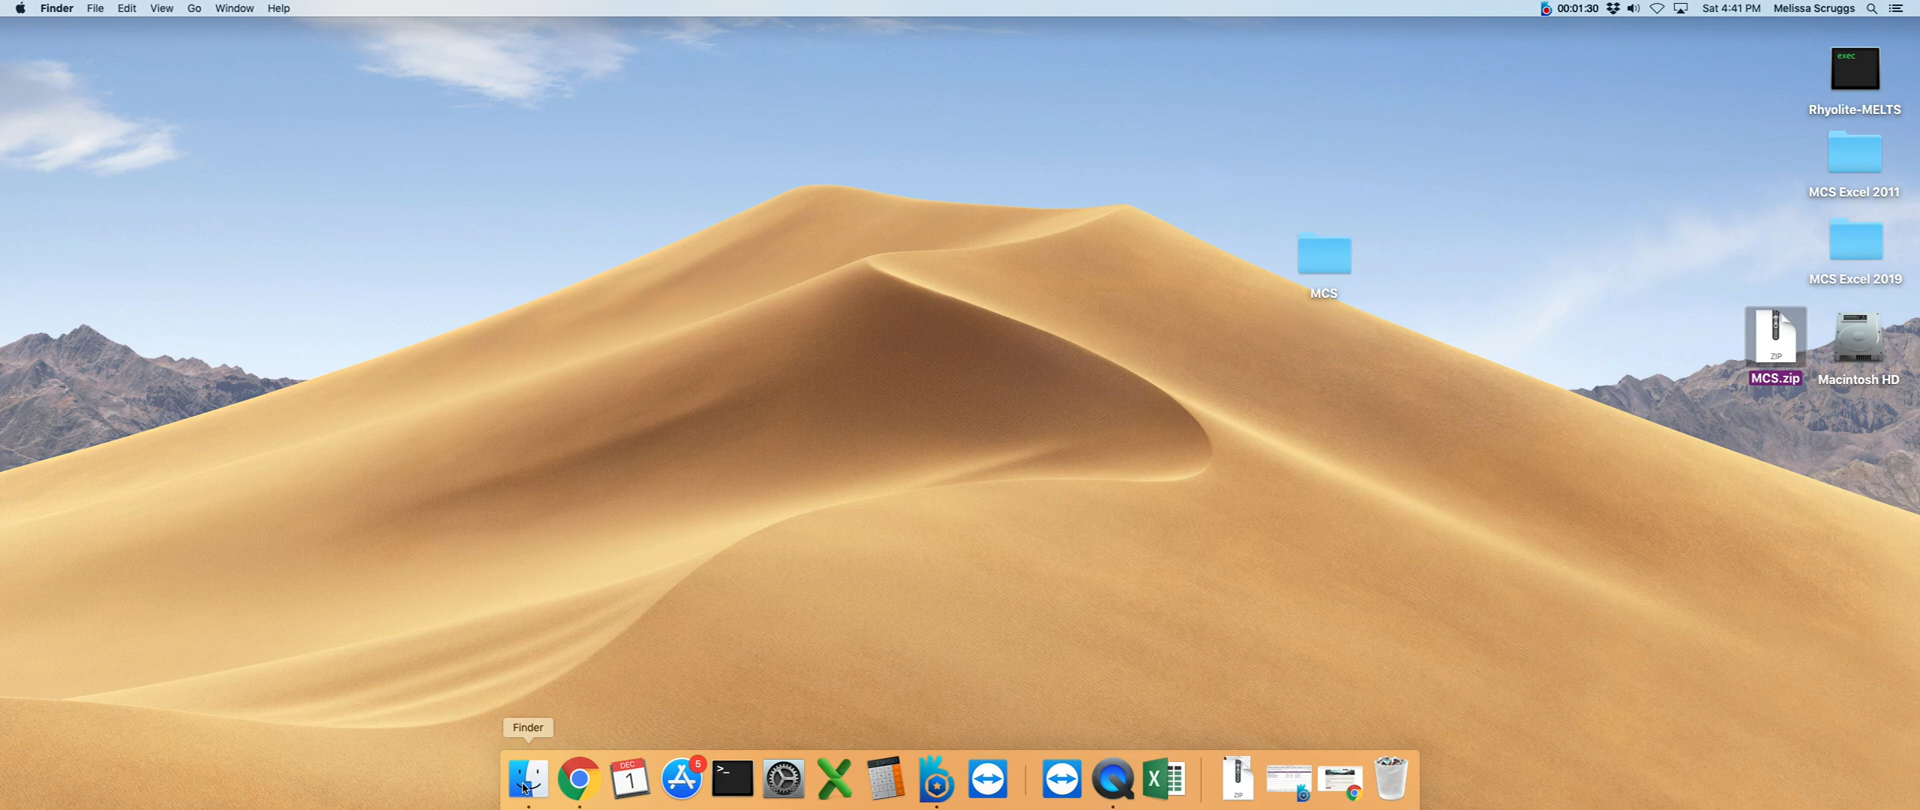 Finder File Edit View Go Window Help
00:01:30 Sat 4:41 PM Melissa Scruggs
exec
Rhyolite-MELTS
MCS Excel 2011
MCS
MCS Excel 2019
ZIP
MCS.zip
Macintosh HD
Finder
DEC
1
5
>_
ZIP